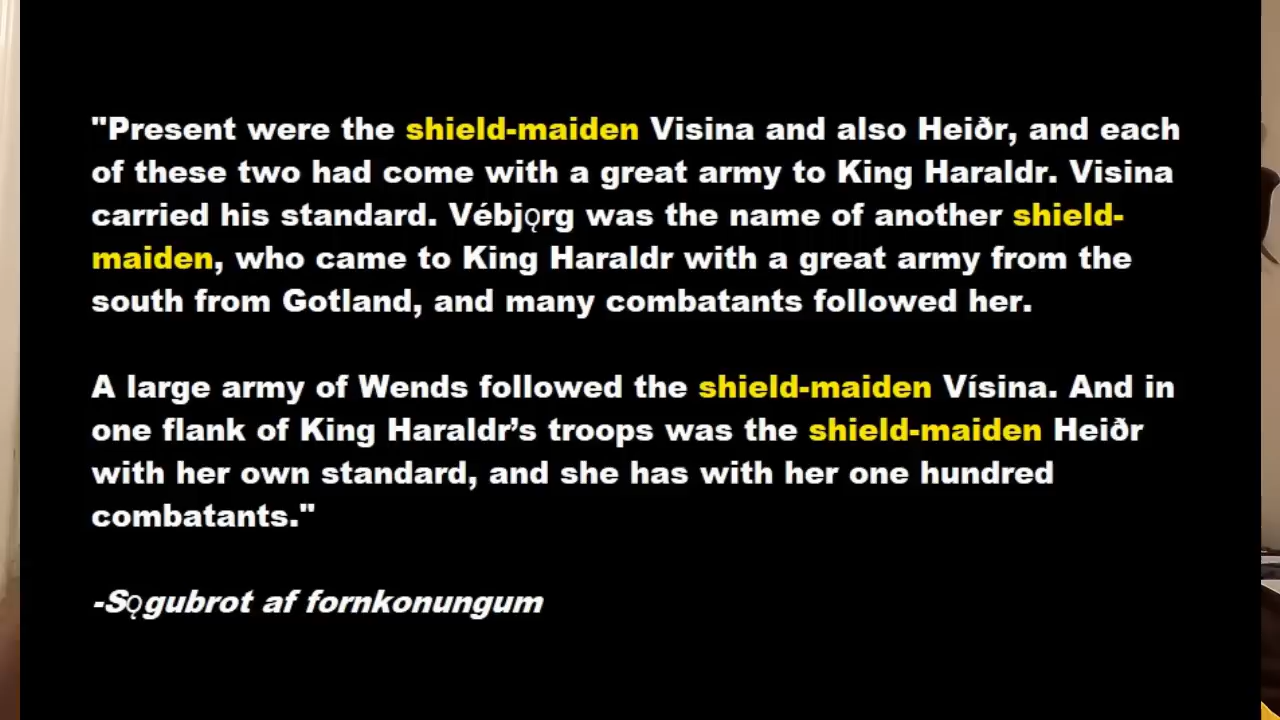 "Present were the shield-maiden Visina and also Heiðr, and each
of these two had come with a great army to King Haraldr. Visina
carried his standard. Vébjǫrg was the name of another shield-
maiden, who came to King Haraldr with a great army from the
south from Gotland, and many combatants followed her.
A large army of Wends followed the shield-maiden Vísina. And in
one flank of King Haraldr’s troops was the shield-maiden Heiðr
with her own standard, and she has with her one hundred
combatants."
-Sǫgubrot af fornkonungum